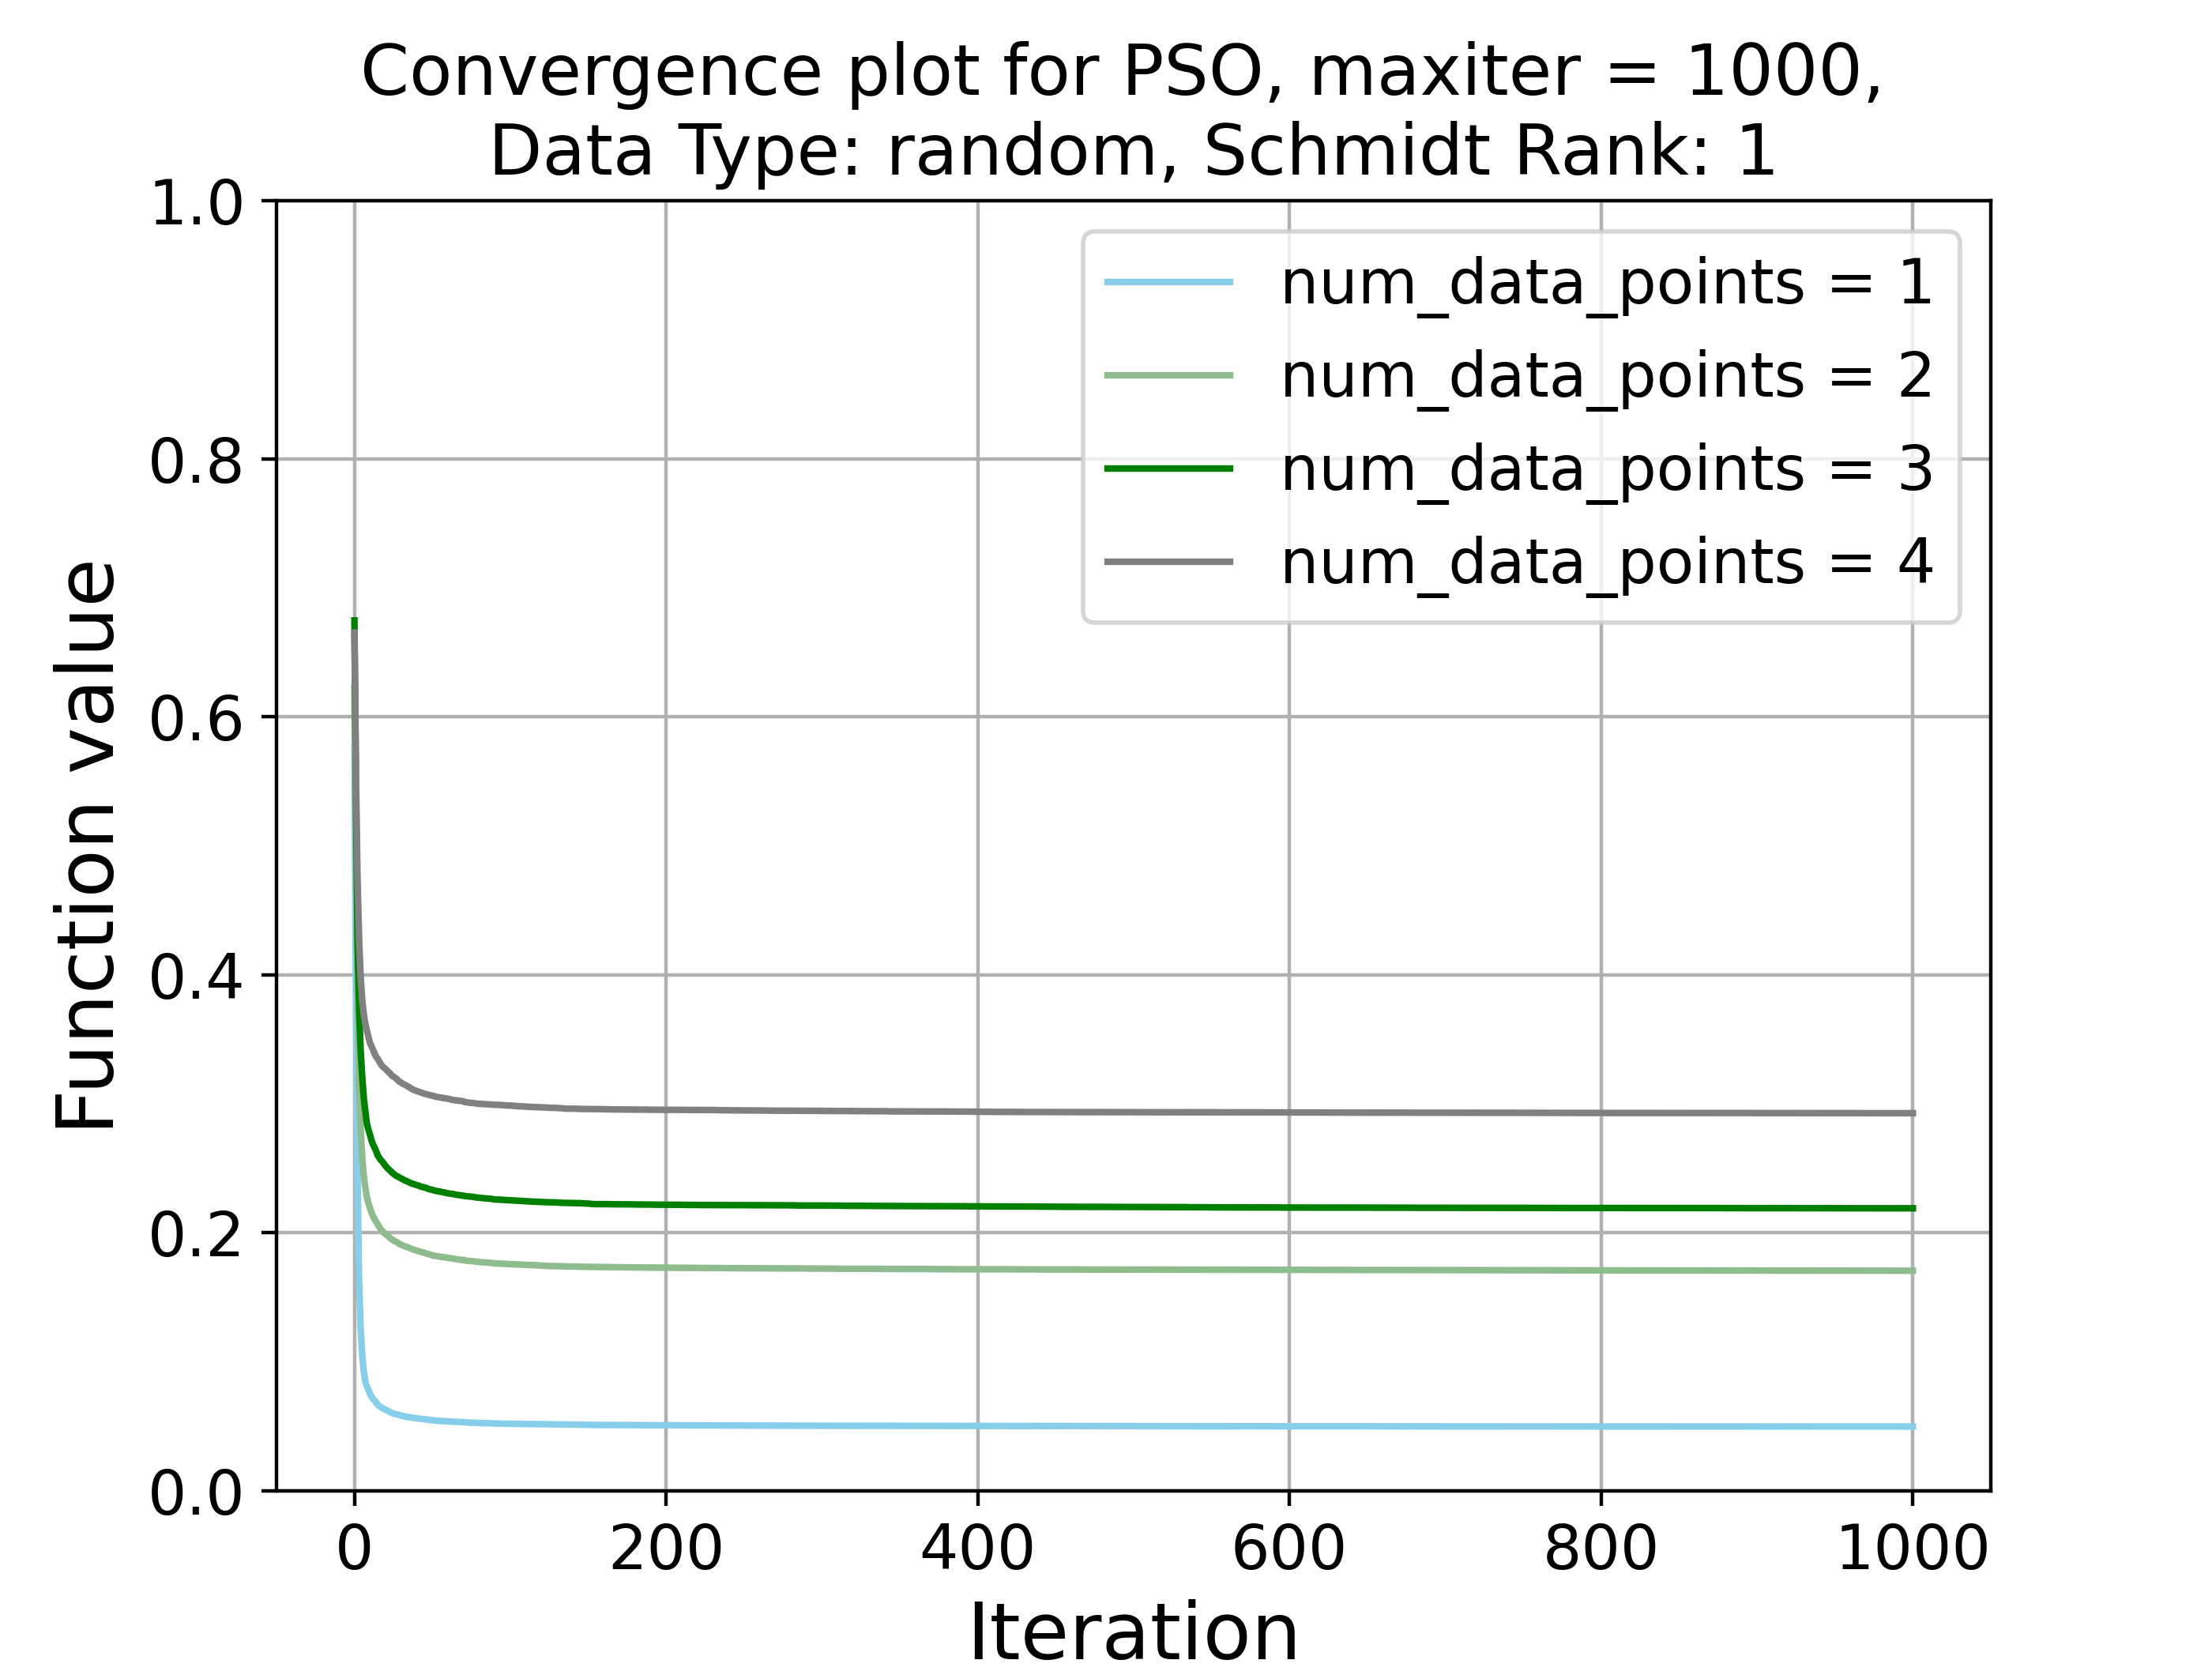 Convergence plot for PSO, maxiter = 1000,
Data Type: random, Schmidt Rank: 1
1.0
0.8
0.6
0.4
0.2
0.0
Function value
num_data_points = 1
num_data_points = 2
num_data_points = 3
num_data_points = 4
0 200 400 600 800 1000
Iteration